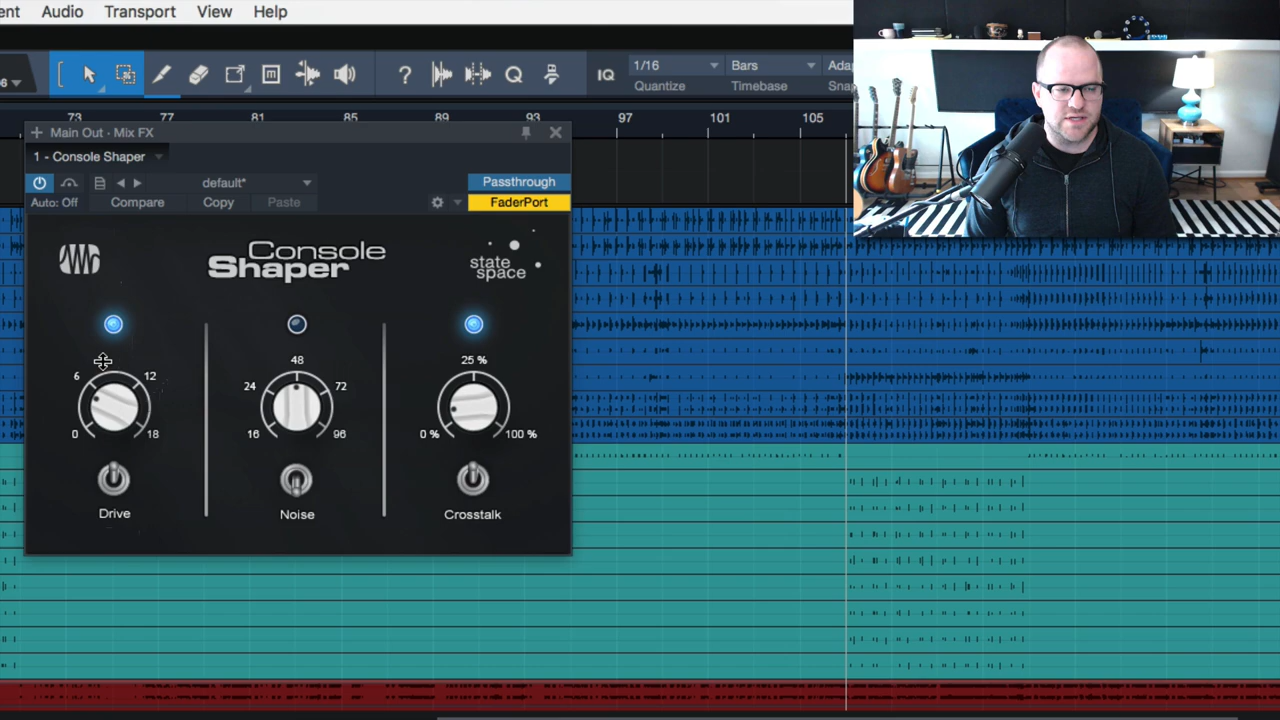 ent Audio Transport View Help
06
? Q IQ 1/16 Bars Ada
Quantize Timebase Snap
73 77 81 85 89 93 97 101 105
Main Out · Mix FX
1 - Console Shaper
default* Passthrough
Auto: Off Compare Copy Paste FaderPort
Console
Shaper
state
space
48 25 %
6 12 24 72
0 18 16 96 0 % 100 %
Drive Noise Crosstalk